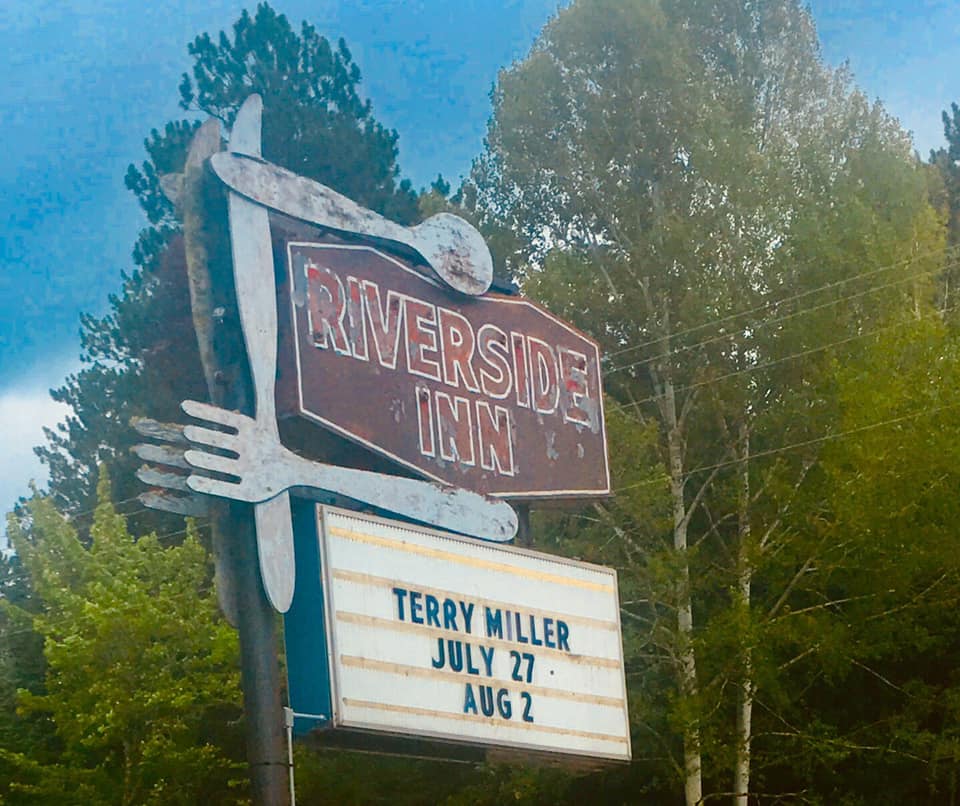 RIVERSIDE
INN
TERRY MILLER
JULY 27
AUG 2